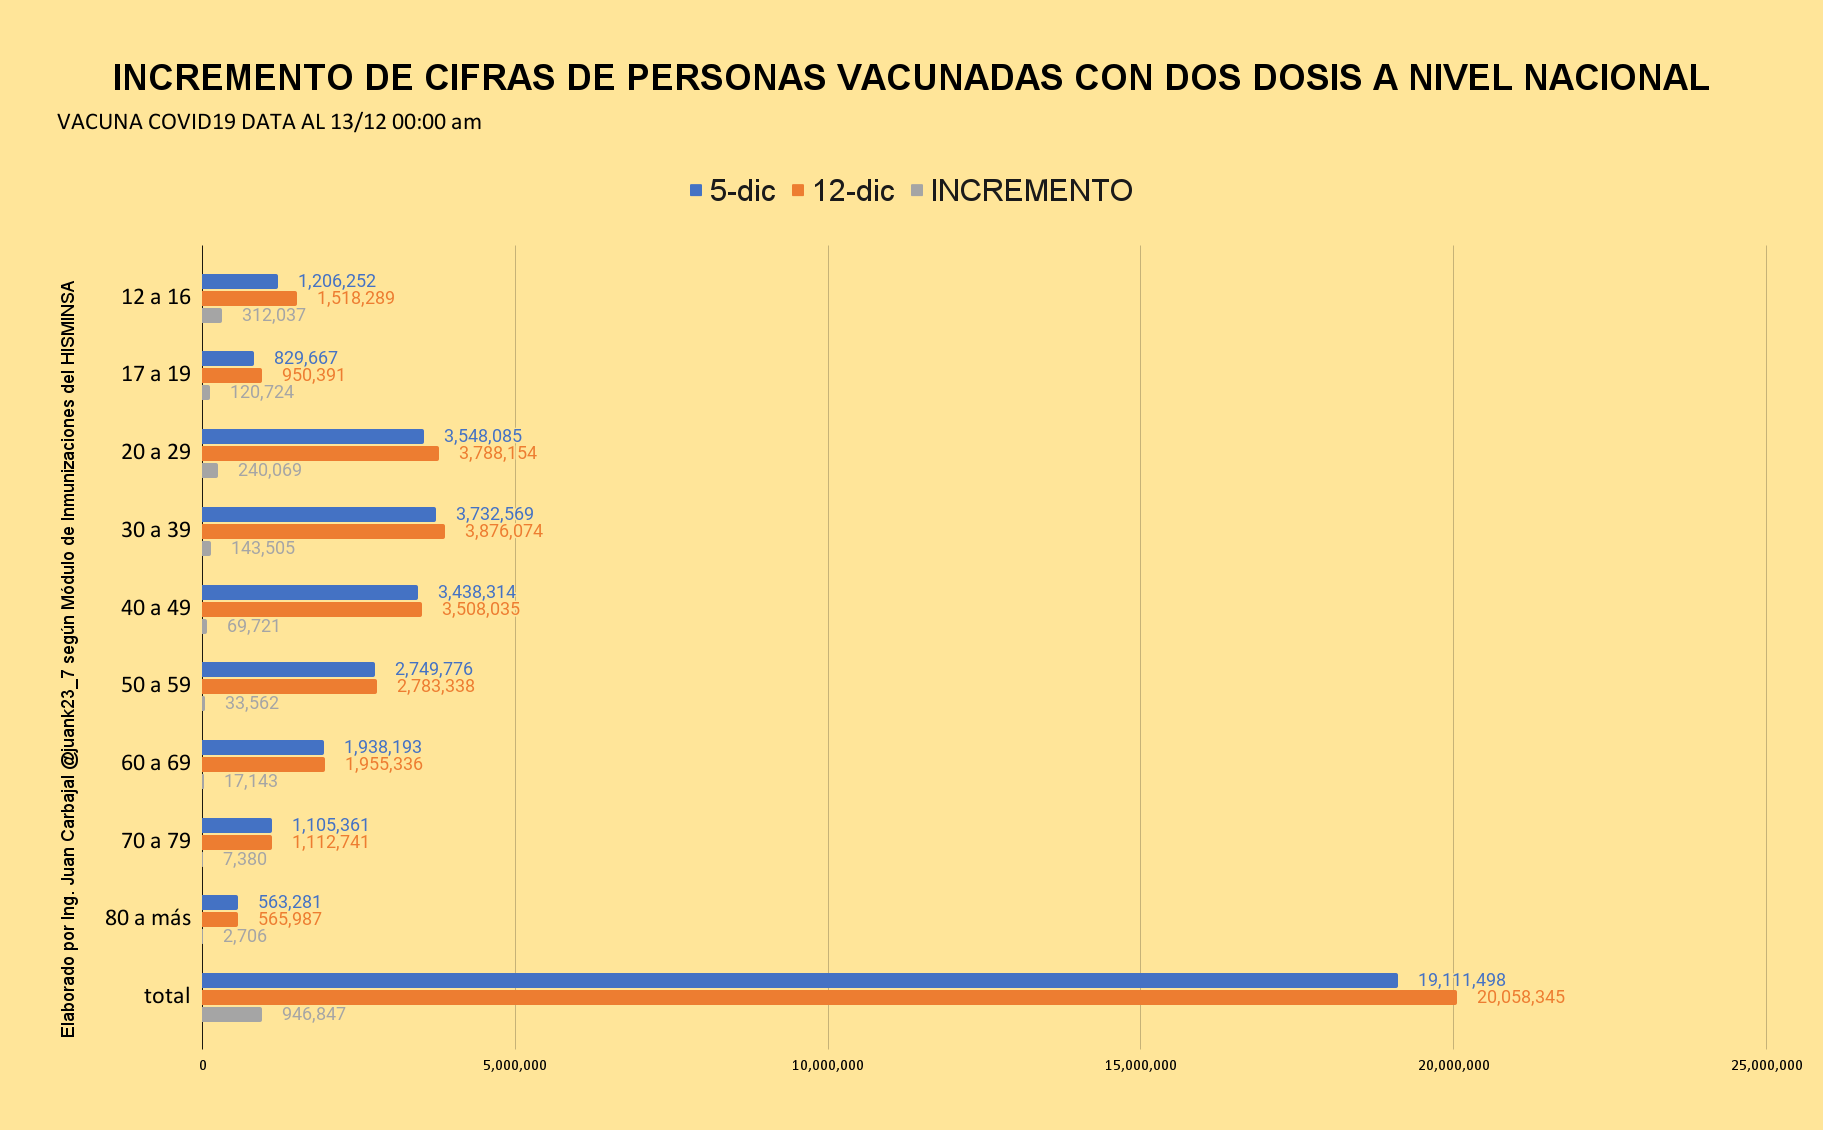 INCREMENTO DE CIFRAS DE PERSONAS VACUNADAS CON DOS DOSIS A NIVEL NACIONAL
VACUNA COVID19 DATA AL 13/12 00:00 am
5-dic 12-dic INCREMENTO
Elaborado por Ing. Juan Carbajal @juank23_7 según Módulo de Inmunizaciones del HISMINSA
12 a 16
1,206,252
1,518,289
312,037
17 a 19
829,667
950,391
120,724
20 a 29
3,548,085
3,788,154
240,069
30 a 39
3,732,569
3,876,074
143,505
40 a 49
3,438,314
3,508,035
69,721
50 a 59
2,749,776
2,783,338
33,562
60 a 69
1,938,193
1,955,336
17,143
70 a 79
1,105,361
1,112,741
7,380
80 a más
563,281
565,987
2,706
total
19,111,498
20,058,345
946,847
0 5,000,000 10,000,000 15,000,000 20,000,000 25,000,000